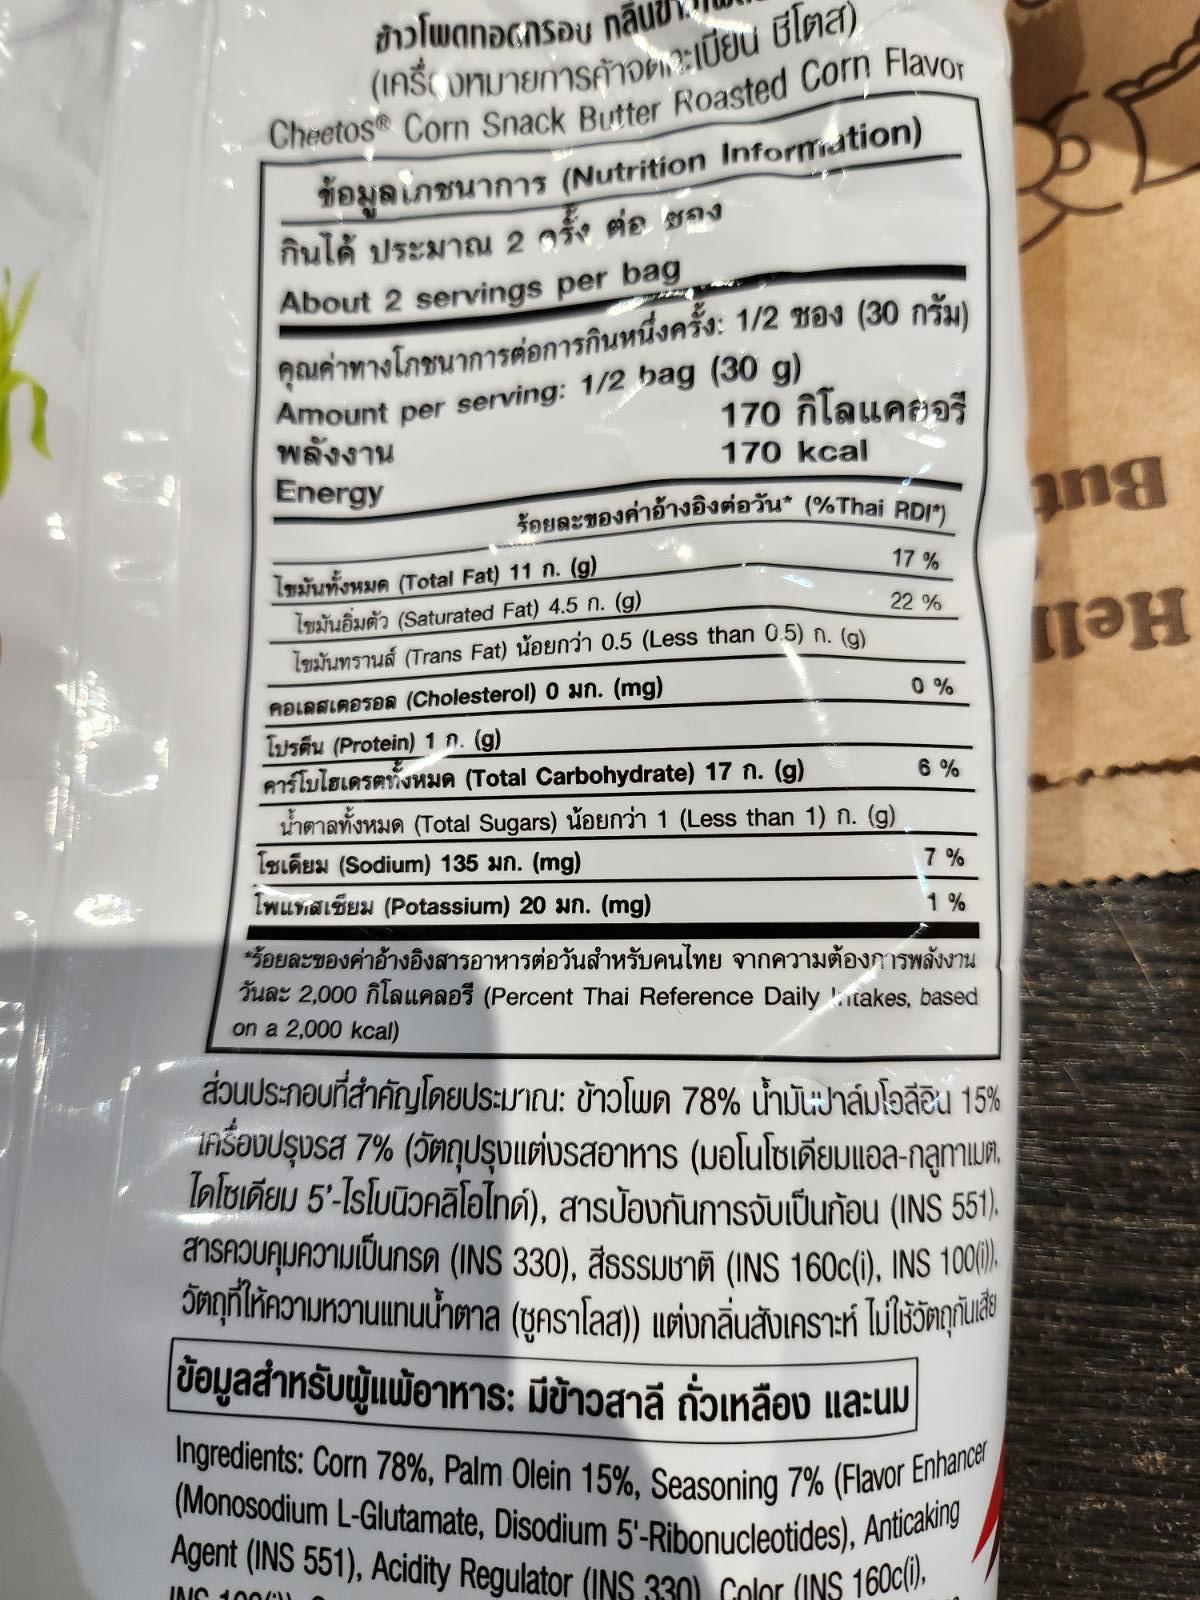 ข้าวโพดทอดกรอบ
(เครื่องหมายการค้าจดทะเบียน ชีโตส)
Cheetos® Corn Snack Butter Roasted Corn Flavor
ข้อมูลโภชนาการ (Nutrition Information)
กินได้ ประมาณ 2 ครั้ง ต่อ ซอง
About 2 servings per bag
คุณค่าทางโภชนาการต่อการกินหนึ่งครั้ง: 1/2 ซอง (30 กรัม)
Amount per serving: 1/2 bag (30 g)
พลังงาน 170 กิโลแคลอรี
Energy 170 kcal
ร้อยละของค่าอ้างอิงต่อวัน* (%Thai RDI*)
ไขมันทั้งหมด (Total Fat) 11 ก. (g) 17 %
ไขมันอิ่มตัว (Saturated Fat) 4.5 ก. (g) 22 %
ไขมันทรานส์ (Trans Fat) น้อยกว่า 0.5 (Less than 0.5) ก. (g)
คอเลสเตอรอล (Cholesterol) 0 มก. (mg) 0 %
โปรตีน (Protein) 1 ก. (g)
คาร์โบไฮเดรตทั้งหมด (Total Carbohydrate) 17 ก. (g) 6 %
น้ำตาลทั้งหมด (Total Sugars) น้อยกว่า 1 (Less than 1) ก. (g)
โซเดียม (Sodium) 135 มก. (mg) 7 %
โพแทสเซียม (Potassium) 20 มก. (mg) 1 %
*ร้อยละของค่าอ้างอิงสารอาหารต่อวันสำหรับคนไทย จากความต้องการพลังงาน
วันละ 2,000 กิโลแคลอรี (Percent Thai Reference Daily Intakes, based
on a 2,000 kcal)
ส่วนประกอบที่สำคัญโดยประมาณ: ข้าวโพด 78% น้ำมันปาล์มโอลีอิน 15%
เครื่องปรุงรส 7% (วัตถุปรุงแต่งรสอาหาร (มอโนโซเดียมแอล-กลูทาเมต,
ไดโซเดียม 5'-ไรโบนิวคลีโอไทด์), สารป้องกันการจับเป็นก้อน (INS 551),
สารควบคุมความเป็นกรด (INS 330), สีธรรมชาติ (INS 160c(i), INS 100(i)),
วัตถุที่ให้ความหวานแทนน้ำตาล (ซูคราโลส)) แต่งกลิ่นสังเคราะห์ ไม่ใช้วัตถุกันเสีย
ข้อมูลสำหรับผู้แพ้อาหาร: มีข้าวสาลี ถั่วเหลือง และนม
Ingredients: Corn 78%, Palm Olein 15%, Seasoning 7% (Flavor Enhancer
(Monosodium L-Glutamate, Disodium 5'-Ribonucleotides), Anticaking
Agent (INS 551), Acidity Regulator (INS 330), Color (INS 160c(i),